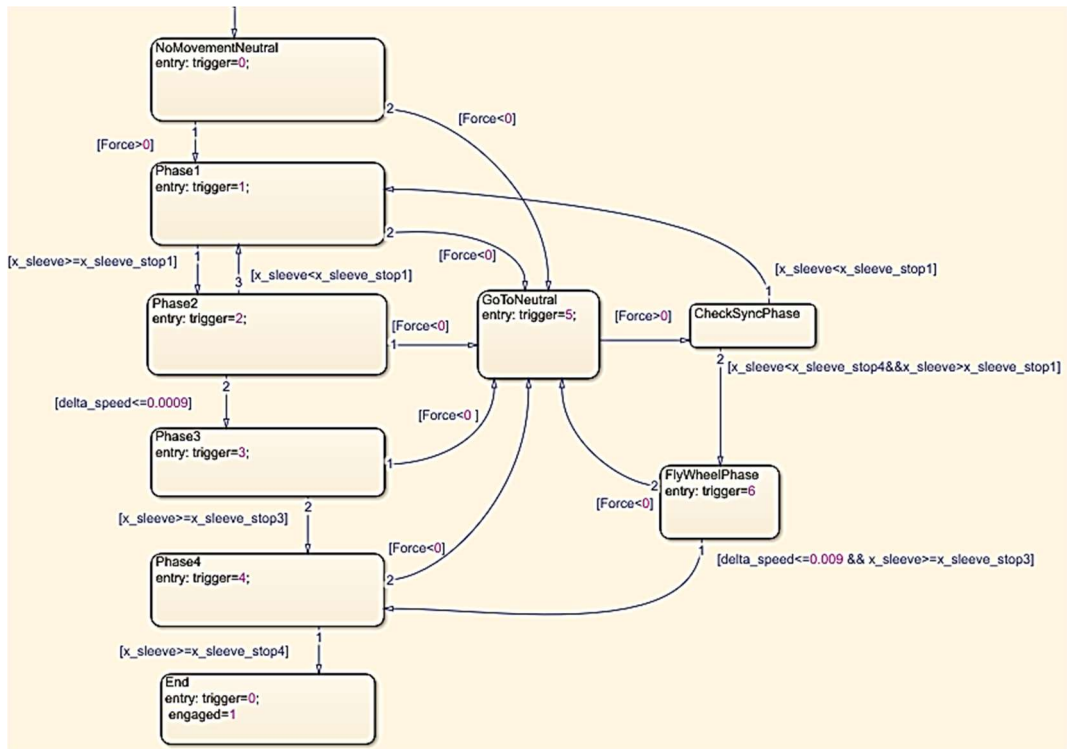 NoMovementNeutral
entry: trigger=0;
2
[Force<0]
1
[Force>0]
Phase1
entry: trigger=1;
2
[Force<0]
1
[x_sleeve>=x_sleeve_stop1]
[x_sleeve<x_sleeve_stop1]
3
[x_sleeve<x_sleeve_stop1]
1
Phase2
entry: trigger=2;
[Force<0]
1
GoToNeutral
entry: trigger=5;
[Force>0]
CheckSyncPhase
2
[x_sleeve<x_sleeve_stop4&&x_sleeve>x_sleeve_stop1]
2
[delta_speed<=0.0009]
[Force<0 ]
Phase3
entry: trigger=3;
1
FlyWheelPhase
entry: trigger=6
2
[Force<0]
2
[x_sleeve>=x_sleeve_stop3]
[Force<0]
1
[delta_speed<=0.009 && x_sleeve>=x_sleeve_stop3]
Phase4
entry: trigger=4;
2
1
[x_sleeve>=x_sleeve_stop4]
End
entry: trigger=0;
engaged=1